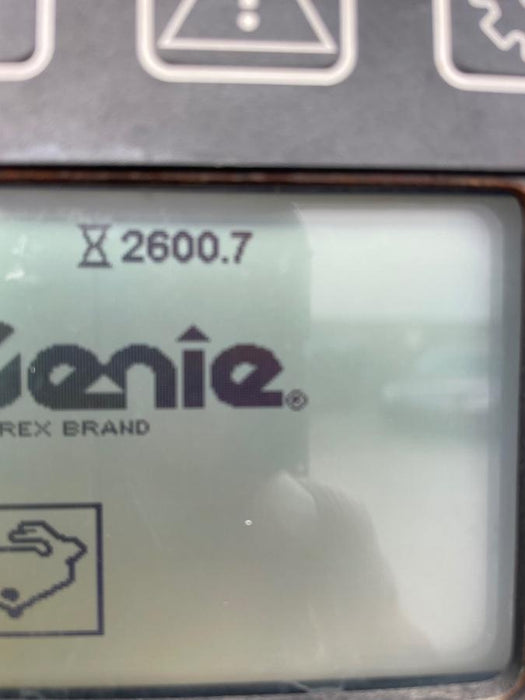 2600.7
Genie®
REX BRAND